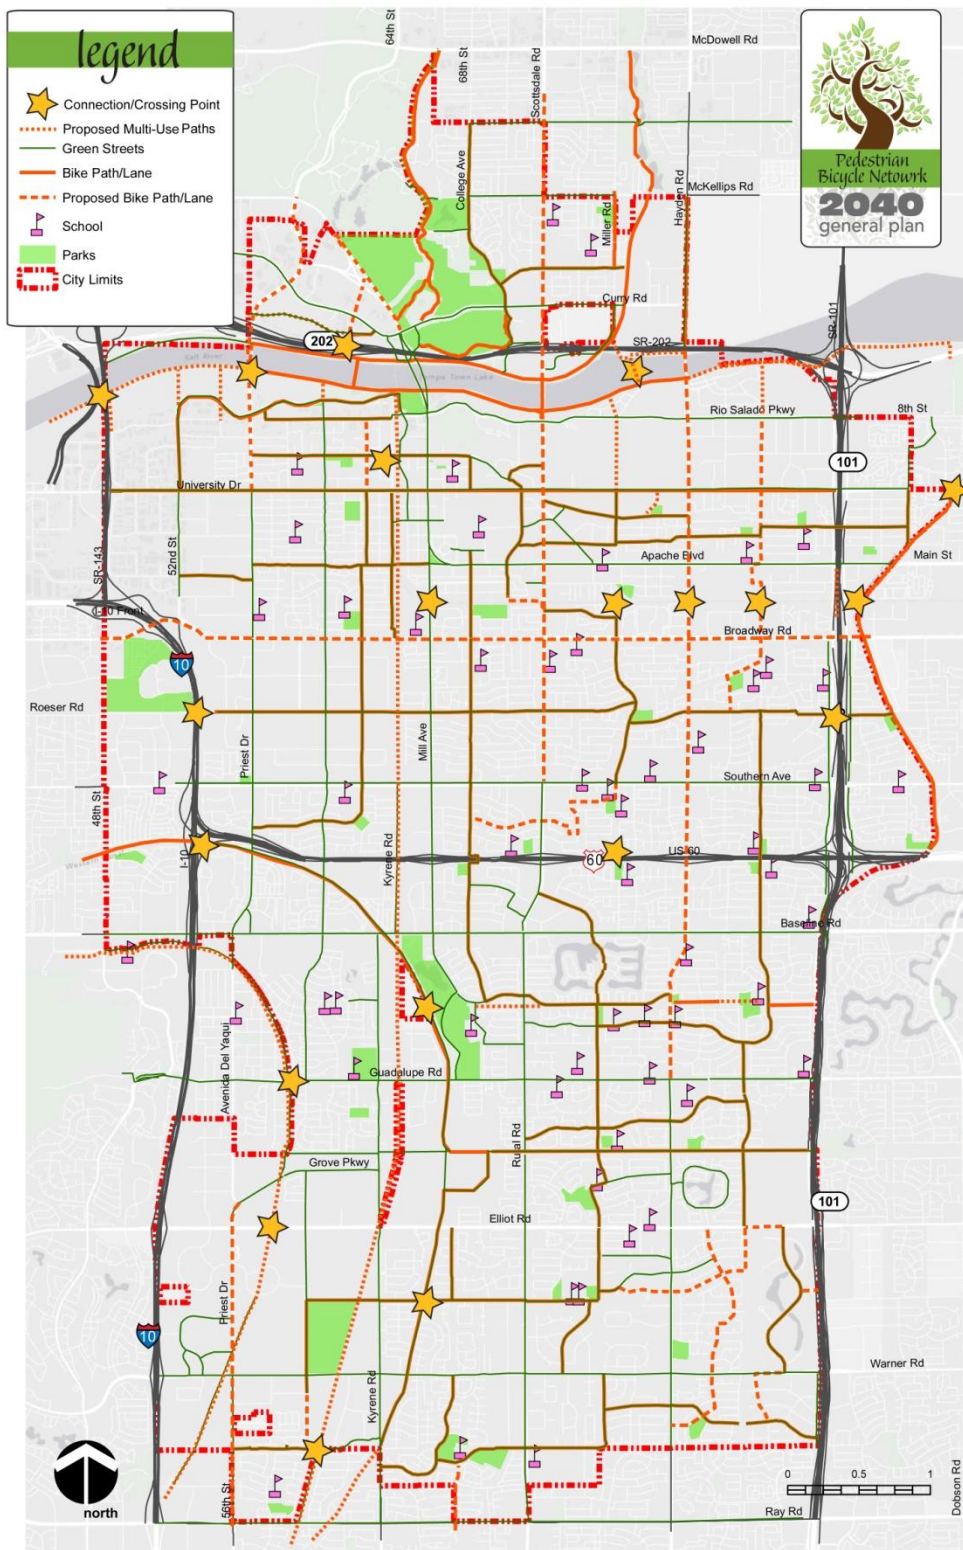 legend
Connection/Crossing Point
Proposed Multi-Use Paths
Green Streets
Bike Path/Lane
Proposed Bike Path/Lane
School
Parks
City Limits
Pedestrian
Bicycle Netowrk
2040
general plan
64th St
68th St
Scottsdale Rd
McDowell Rd
College Ave
Miller Rd
Hayden Rd
McKellips Rd
Curry Rd
202
SR-202
SR-101
Salt River
Tempe Town Lake
Rio Salado Pkwy
8th St
101
University Dr
52nd St
SR-143
Apache Blvd
Main St
I-10 Front
Broadway Rd
10
Roeser Rd
Priest Dr
Mill Ave
Southern Ave
48th St
Kyrene Rd
I-10
60
US 60
Baseline Rd
Avenida Del Yaqui
Guadalupe Rd
Rural Rd
Grove Pkwy
Elliot Rd
101
Priest Dr
10
Kyrene Rd
Warner Rd
56th St
north
0 0.5 1
Ray Rd
Dobson Rd